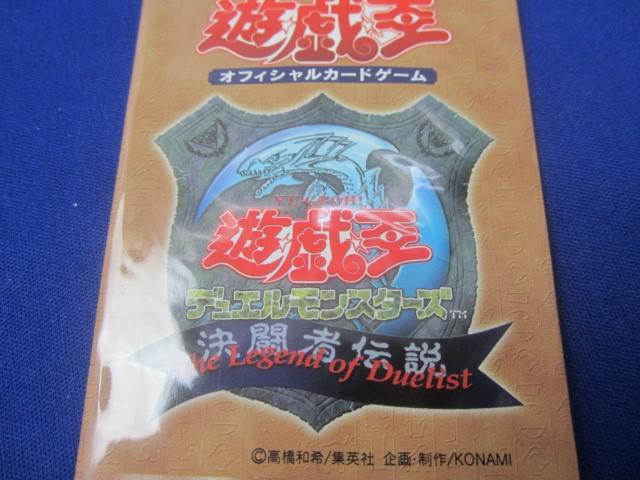 遊戯王
オフィシャルカードゲーム
YU-GI-OH!
遊戯王
デュエルモンスターズ™
決闘者伝説
The Legend of Duelist
©高橋和希/集英社 企画・制作/KONAMI